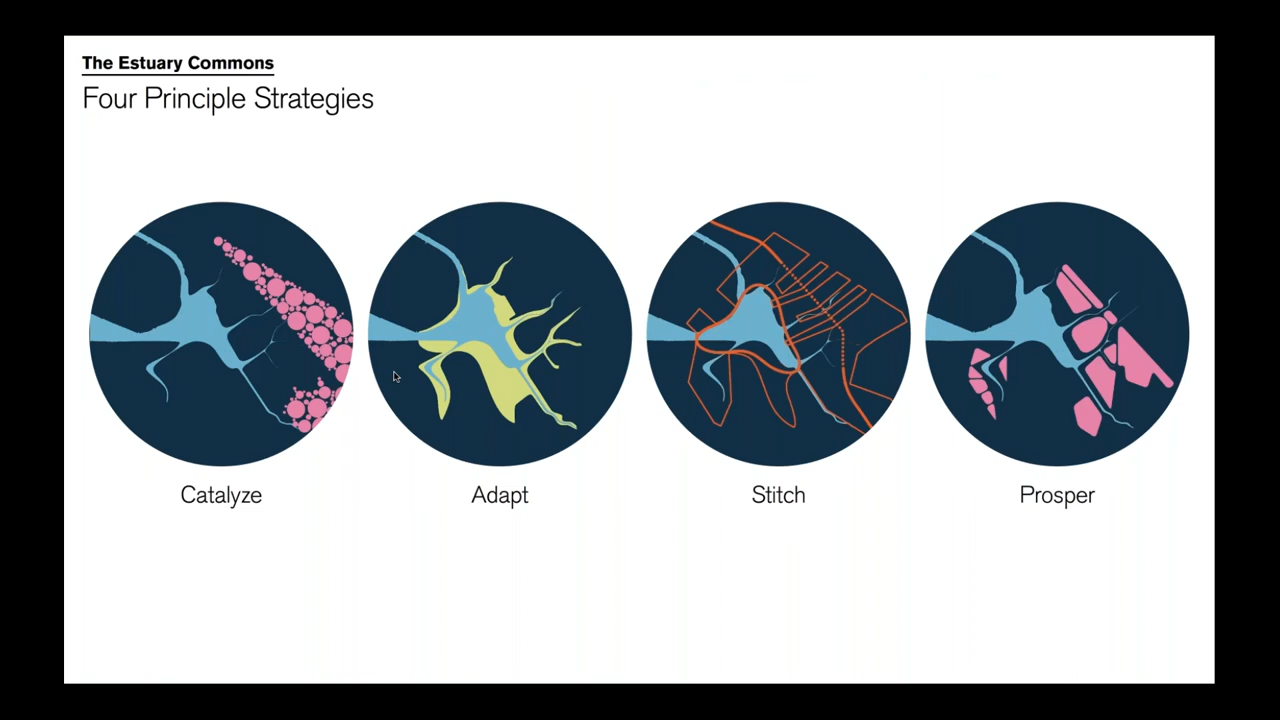 The Estuary Commons
Four Principle Strategies
Catalyze
Adapt
Stitch
Prosper